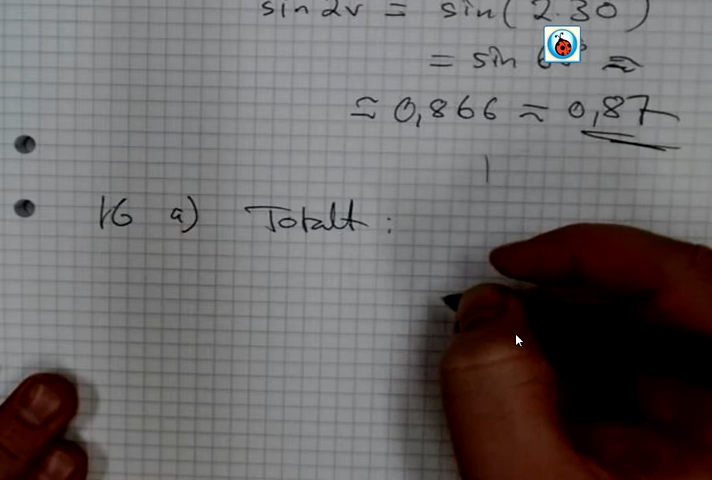 sin 2v = sin(2·30)
= sin 60° ≈
≈ 0,866 ≈ 0,87
16 a) Totalt: